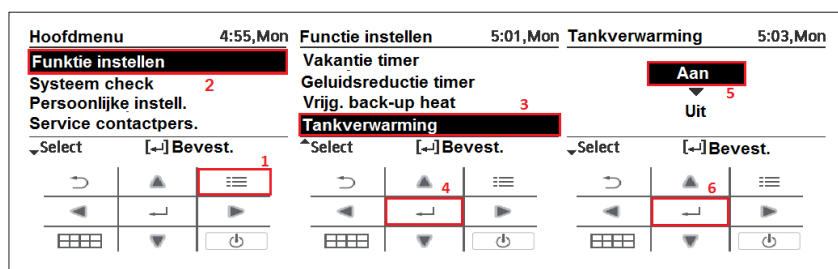 Hoofdmenu 4:55,Mon
Funktie instellen
Systeem check 2
Persoonlijke instell.
Service contactpers.
Select [↵]Bevest.
1
Functie instellen 5:01,Mon
Vakantie timer
Geluidsreductie timer
Vrijg. back-up heat 3
Tankverwarming
Select [↵]Bevest.
4
Tankverwarming 5:03,Mon
Aan
5
Uit
Select [↵]Bevest.
6